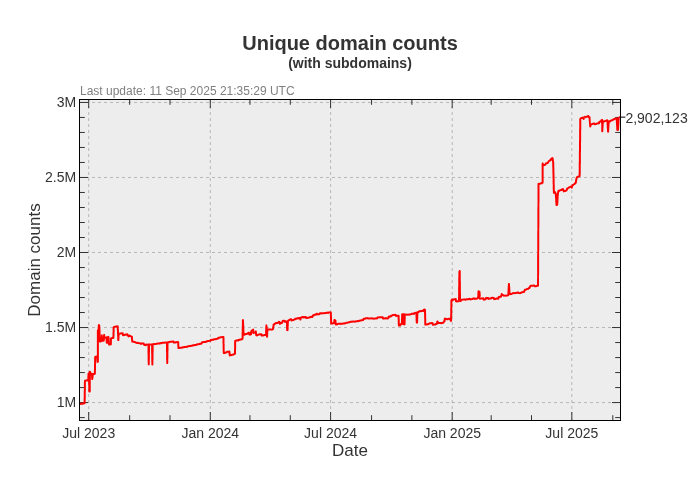 Unique domain counts
(with subdomains)
Last update: 11 Sep 2025 21:35:29 UTC
3M
2,902,123
2.5M
2M
1.5M
1M
Domain counts
Jul 2023
Jan 2024
Jul 2024
Jan 2025
Jul 2025
Date